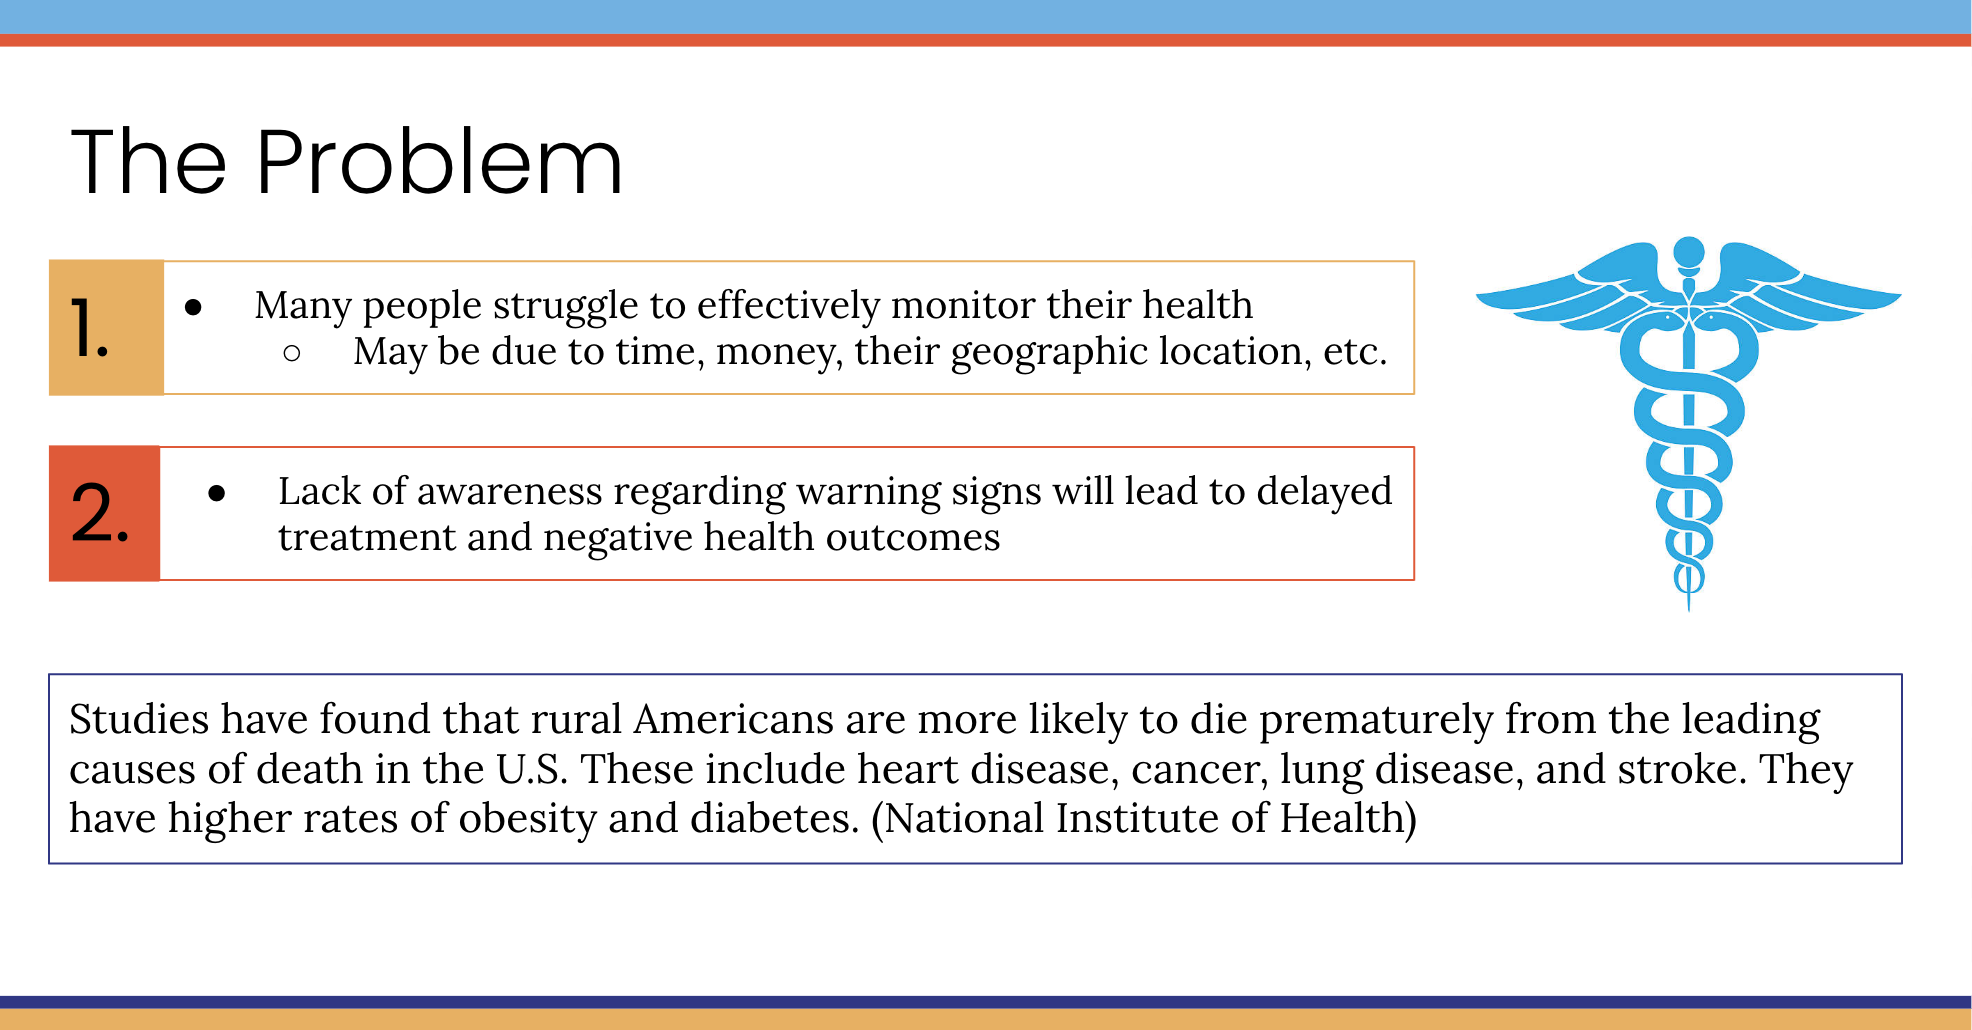 The Problem
1.
● Many people struggle to effectively monitor their health
○ May be due to time, money, their geographic location, etc.
2.
● Lack of awareness regarding warning signs will lead to delayed
treatment and negative health outcomes
Studies have found that rural Americans are more likely to die prematurely from the leading
causes of death in the U.S. These include heart disease, cancer, lung disease, and stroke. They
have higher rates of obesity and diabetes. (National Institute of Health)